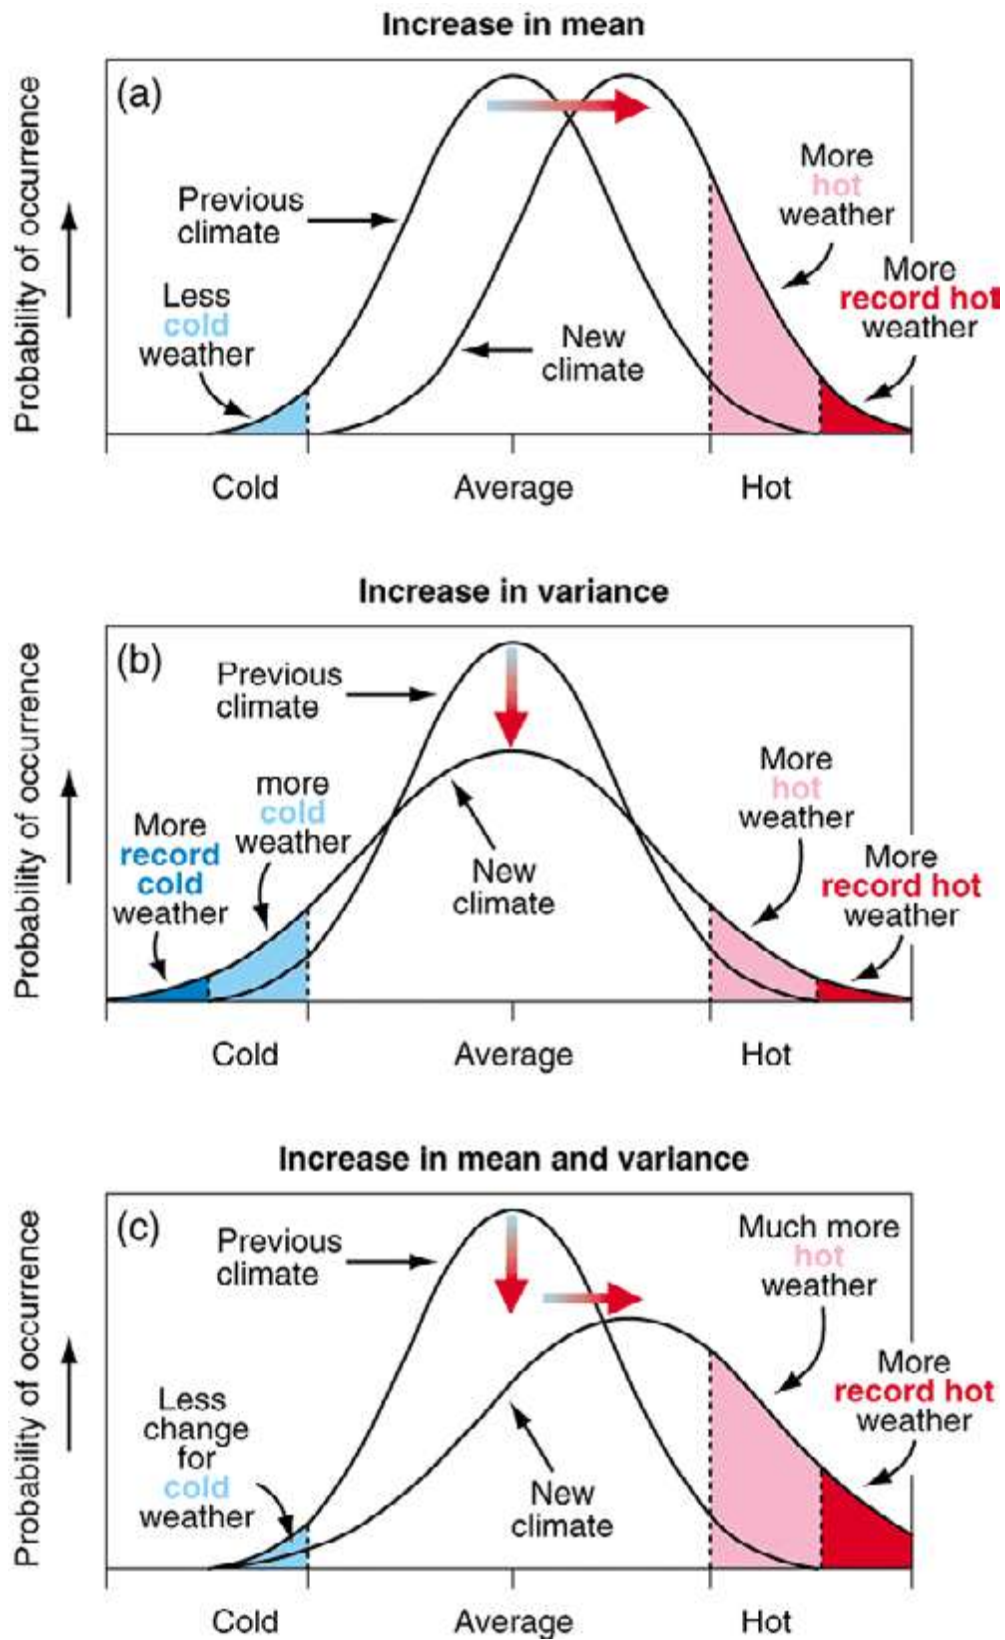 Increase in mean
(a)
Probability of occurrence
Previous
climate
Less
cold
weather
New
climate
More
hot
weather
More
record hot
weather
Cold
Average
Hot
Increase in variance
(b)
Probability of occurrence
Previous
climate
more
cold
weather
More
record
cold
weather
New
climate
More
hot
weather
More
record hot
weather
Cold
Average
Hot
Increase in mean and variance
(c)
Probability of occurrence
Previous
climate
Less
change
for
cold
weather
New
climate
Much more
hot
weather
More
record hot
weather
Cold
Average
Hot